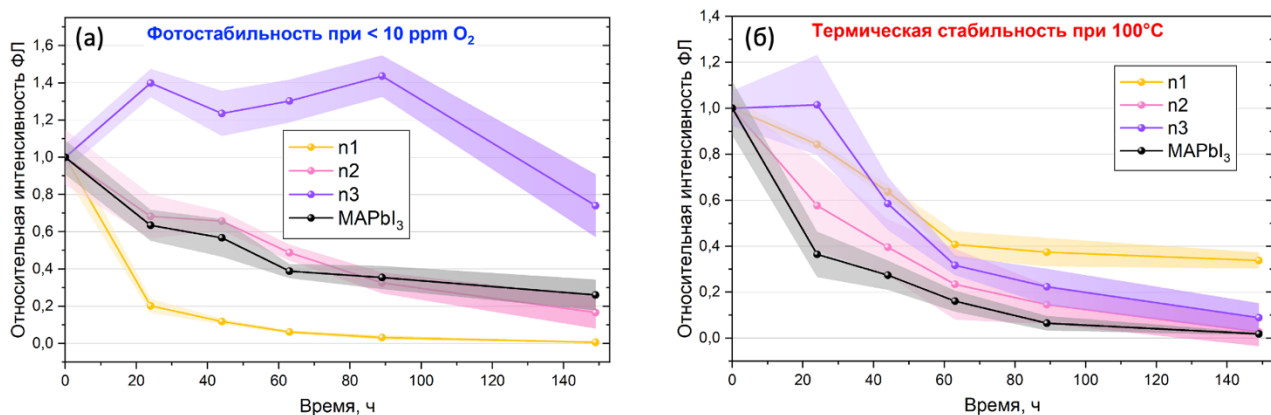 (а)
Фотостабильность при < 10 ppm O₂
Относительная интенсивность ФЛ
1,6
1,4
1,2
1,0
0,8
0,6
0,4
0,2
0,0
n1
n2
n3
MAPbI₃
0 20 40 60 80 100 120 140
Время, ч
(б)
Термическая стабильность при 100°C
Относительная интенсивность ФЛ
1,4
1,2
1,0
0,8
0,6
0,4
0,2
0,0
n1
n2
n3
MAPbI₃
0 20 40 60 80 100 120 140
Время, ч